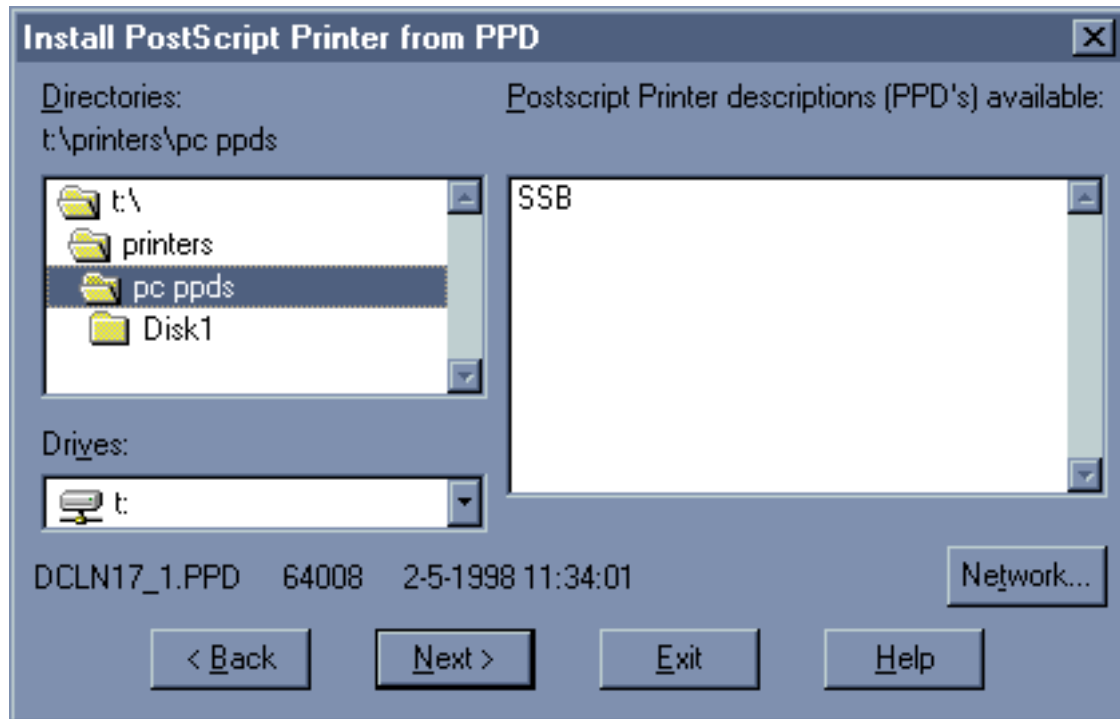 Install PostScript Printer from PPD
Directories:
t:\printers\pc ppds
t:\
printers
pc ppds
Disk1
Drives:
t:
Postscript Printer descriptions (PPD's) available:
SSB
DCLN17_1.PPD 64008 2-5-1998 11:34:01
Network...
< Back
Next >
Exit
Help